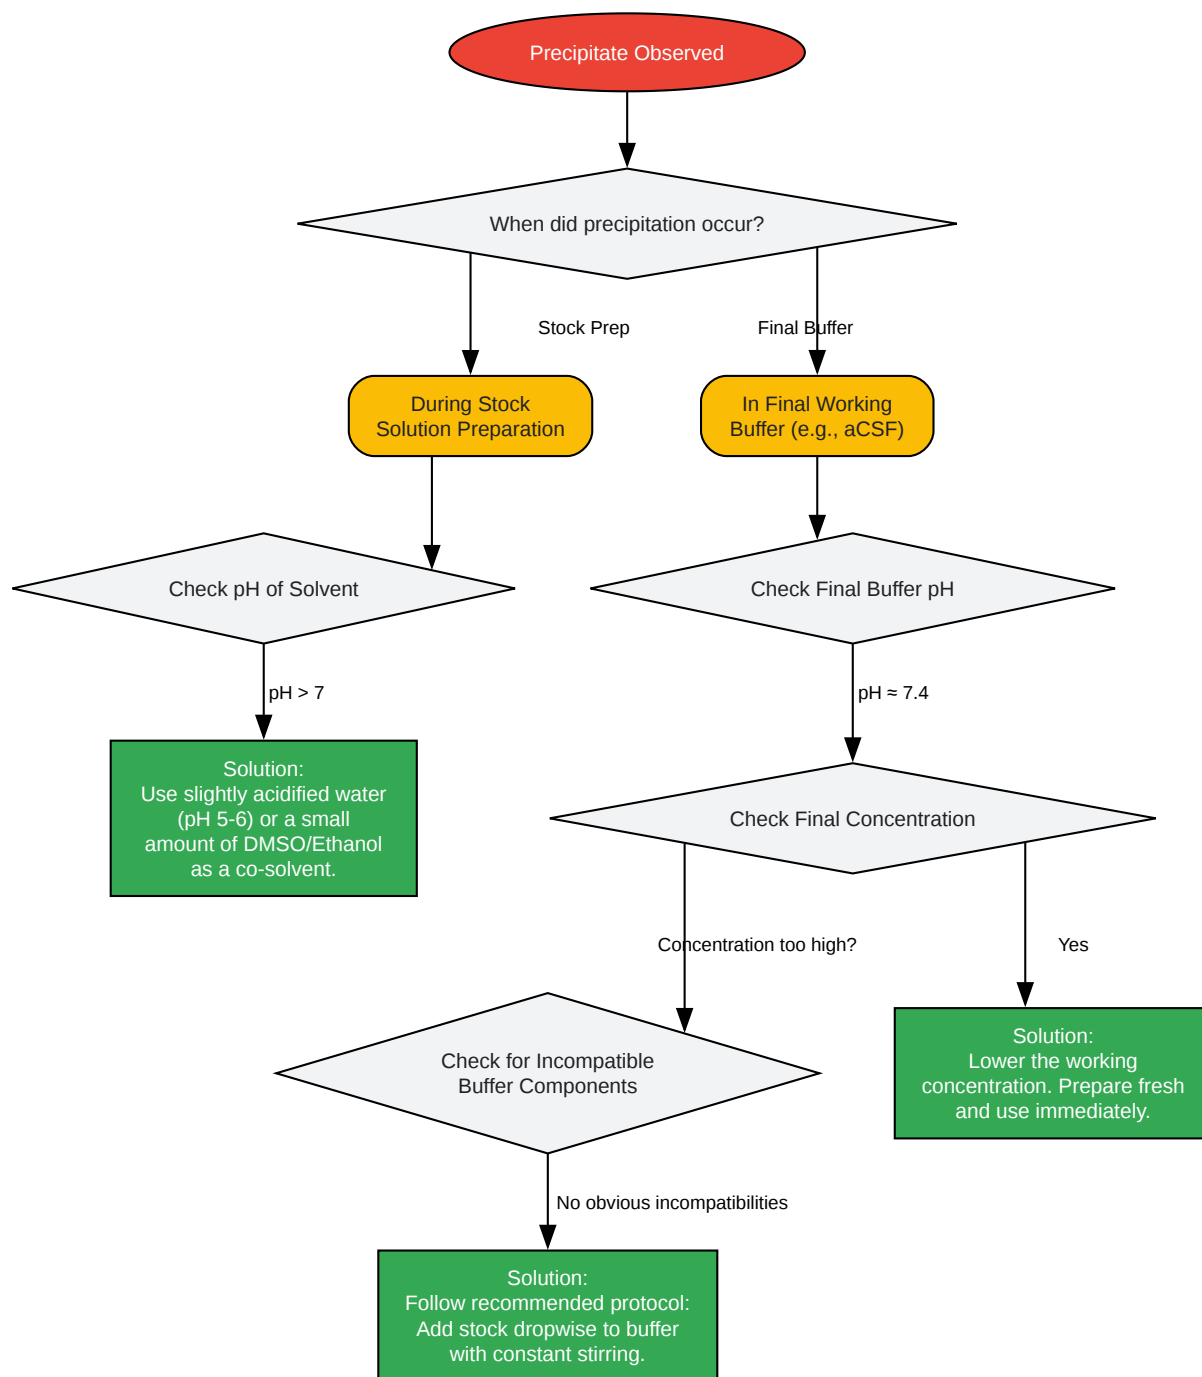 Precipitate Observed
When did precipitation occur?
Stock Prep
Final Buffer
During Stock
Solution Preparation
In Final Working
Buffer (e.g., aCSF)
Check pH of Solvent
Check Final Buffer pH
pH > 7
pH ≈ 7.4
Solution:
Use slightly acidified water
(pH 5-6) or a small
amount of DMSO/Ethanol
as a co-solvent.
Check Final Concentration
Concentration too high?
Yes
Check for Incompatible
Buffer Components
Solution:
Lower the working
concentration. Prepare fresh
and use immediately.
No obvious incompatibilities
Solution:
Follow recommended protocol:
Add stock dropwise to buffer
with constant stirring.